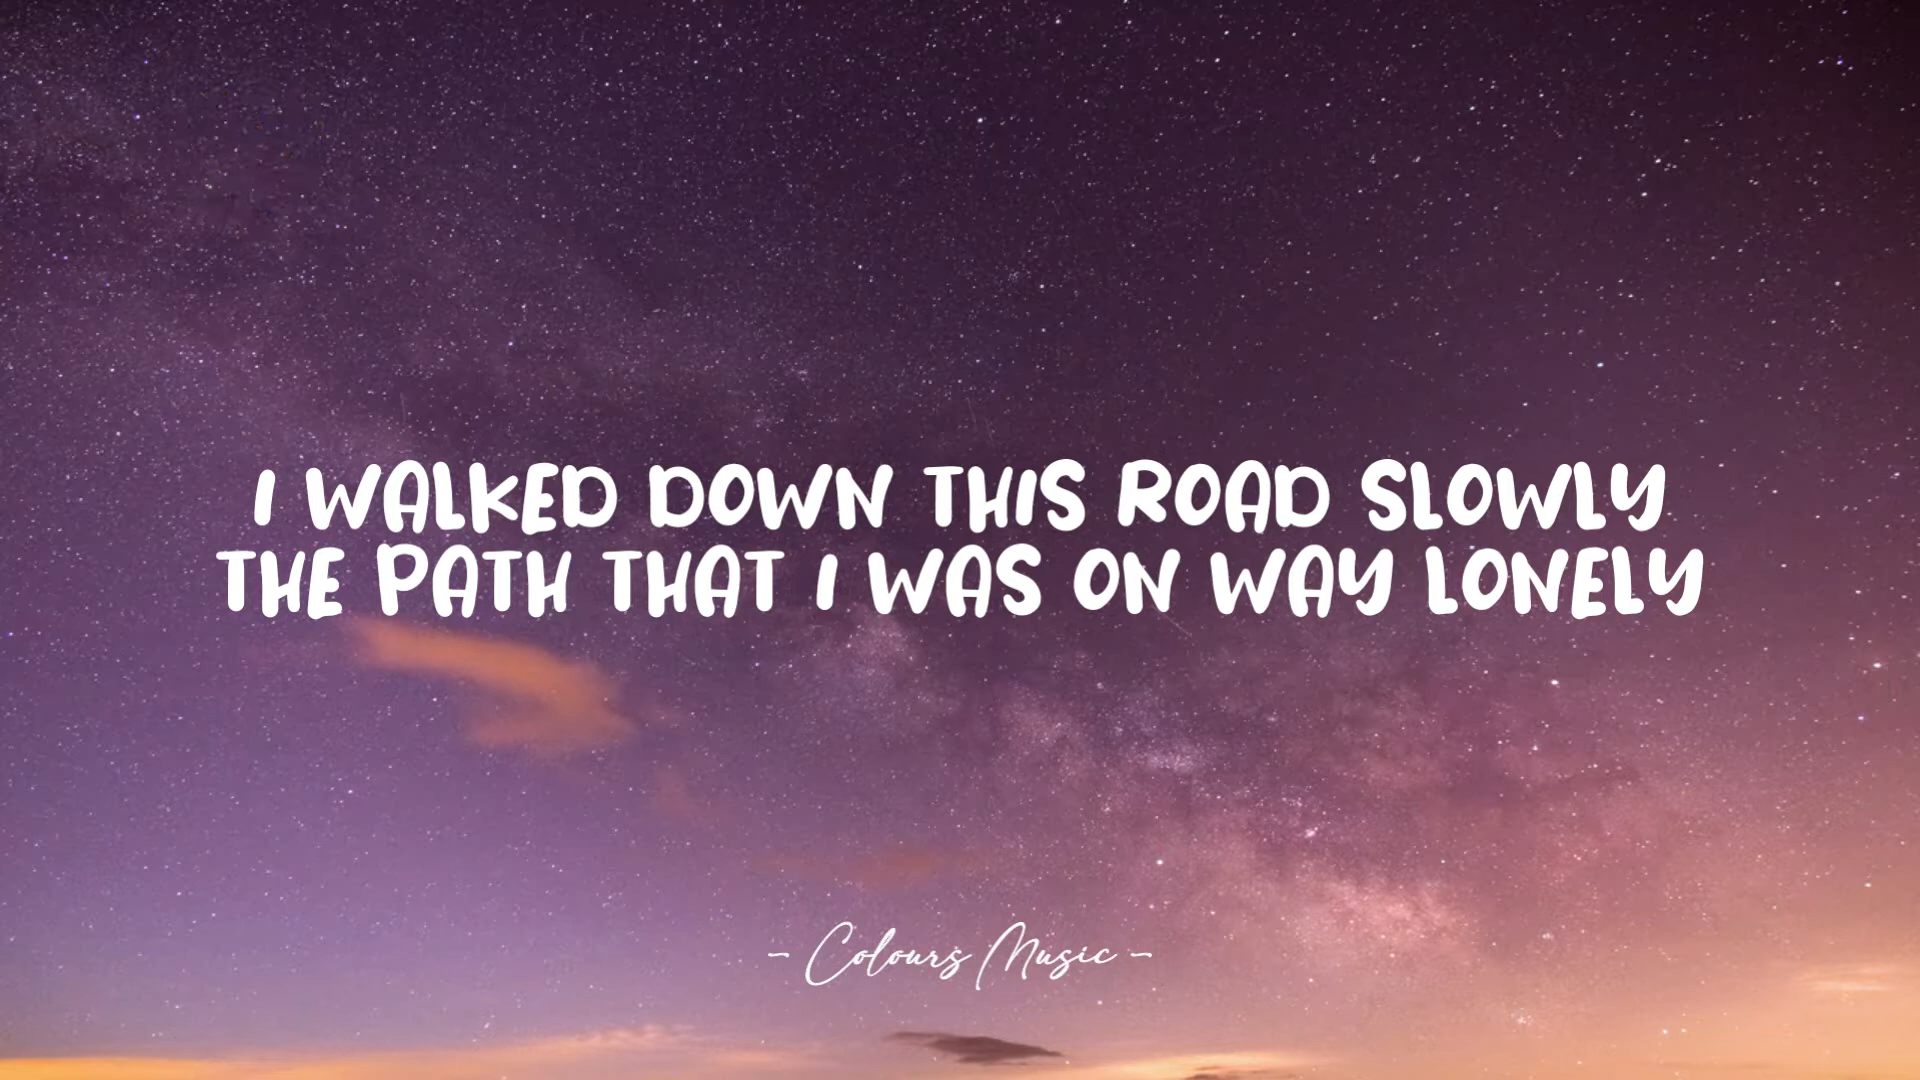 I WALKED DOWN THIS ROAD SLOWLY
THE PATH THAT I WAS ON WAY LONELY
- Colours Music -